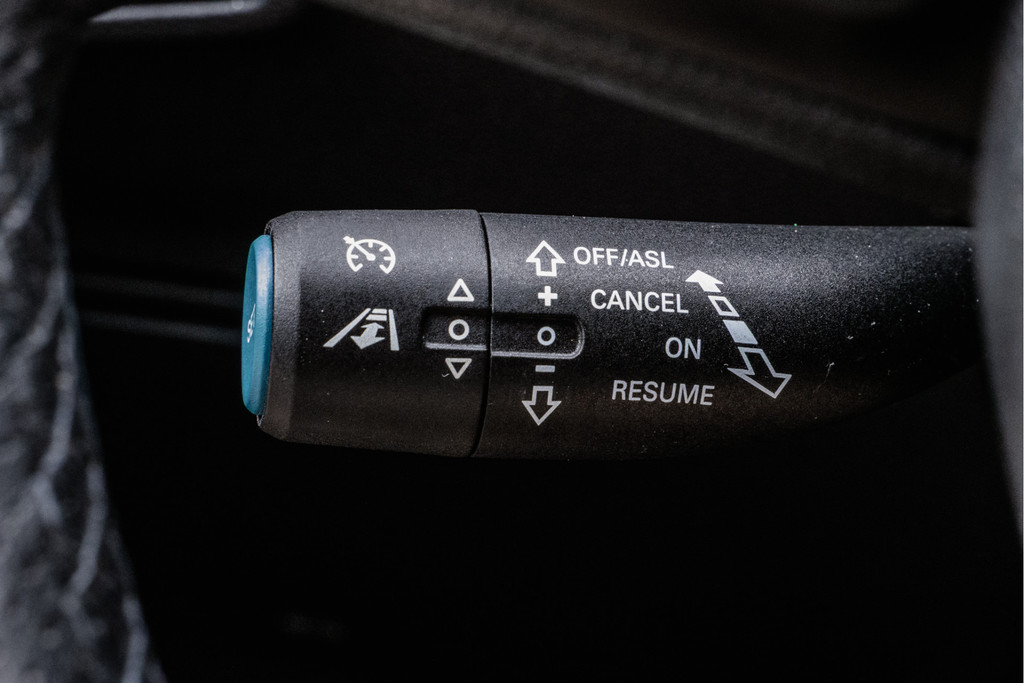 OFF/ASL
+
CANCEL
ON
-
RESUME